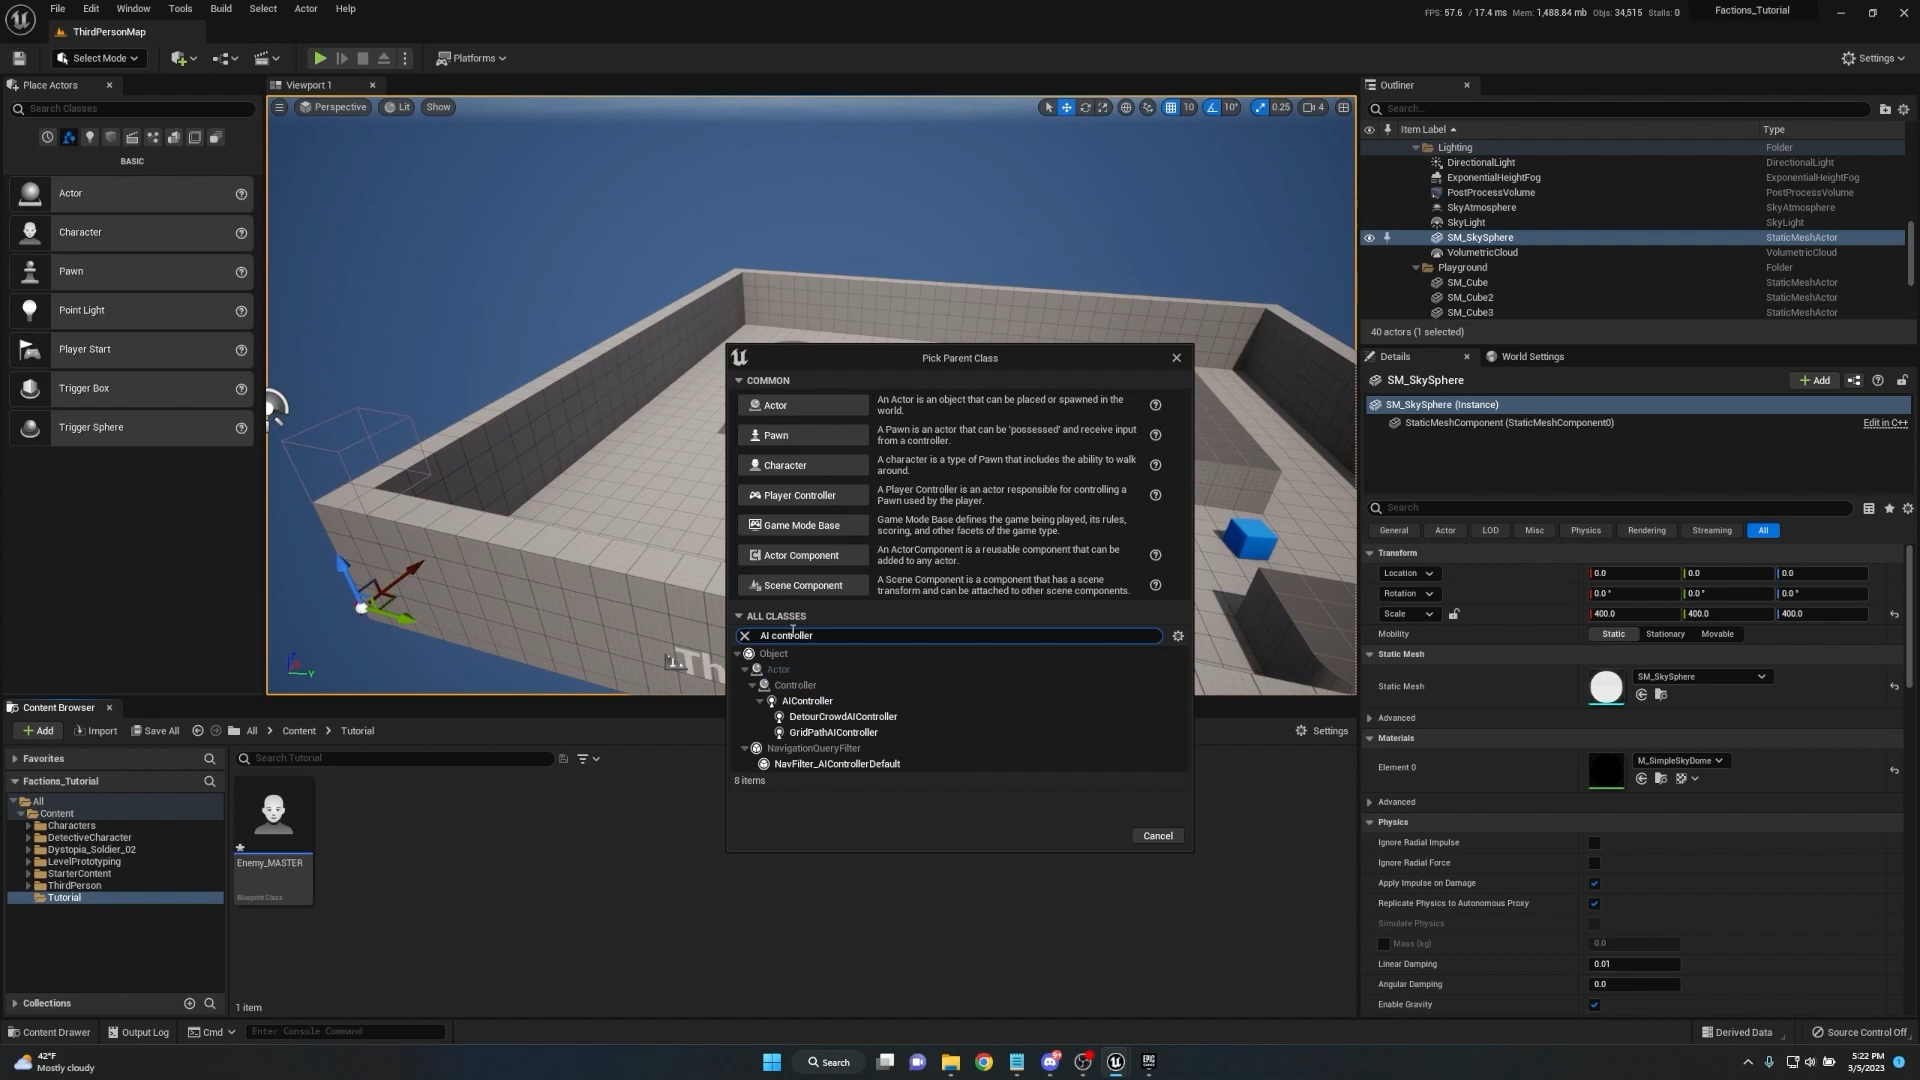 File Edit Window Tools Build Select Actor Help
FPS: 57.6 / 17.4 ms Mem: 1,488.84 mb Objs: 34,515 Stalls: 0
Factions_Tutorial
ThirdPersonMap
Select Mode
Platforms
Settings
Place Actors
Search Classes
BASIC
Actor
Character
Pawn
Point Light
Player Start
Trigger Box
Trigger Sphere
Viewport 1
Perspective Lit Show
10 10° 0.25 4
Pick Parent Class
COMMON
Actor
An Actor is an object that can be placed or spawned in the
world.
Pawn
A Pawn is an actor that can be 'possessed' and receive input
from a controller.
Character
A character is a type of Pawn that includes the ability to walk
around.
Player Controller
A Player Controller is an actor responsible for controlling a
Pawn used by the player.
Game Mode Base
Game Mode Base defines the game being played, its rules,
scoring, and other facets of the game type.
Actor Component
An ActorComponent is a reusable component that can be
added to any actor.
Scene Component
A Scene Component is a component that has a scene
transform and can be attached to other scene components.
ALL CLASSES
AI controller
Object
Actor
Controller
AIController
DetourCrowdAIController
GridPathAIController
NavigationQueryFilter
NavFilter_AIControllerDefault
8 items
Cancel
Outliner
Search...
Item Label Type
Lighting Folder
DirectionalLight DirectionalLight
ExponentialHeightFog ExponentialHeightFog
PostProcessVolume PostProcessVolume
SkyAtmosphere SkyAtmosphere
SkyLight SkyLight
SM_SkySphere StaticMeshActor
VolumetricCloud VolumetricCloud
Playground Folder
SM_Cube StaticMeshActor
SM_Cube2 StaticMeshActor
SM_Cube3 StaticMeshActor
40 actors (1 selected)
Details World Settings
SM_SkySphere
Add
SM_SkySphere (Instance)
StaticMeshComponent (StaticMeshComponent0) Edit in C++
Search
General Actor LOD Misc Physics Rendering Streaming All
Transform
Location 0.0 0.0 0.0
Rotation 0.0° 0.0° 0.0°
Scale 400.0 400.0 400.0
Mobility Static Stationary Movable
Static Mesh
Static Mesh SM_SkySphere
Advanced
Materials
Element 0 M_SimpleSkyDome
Advanced
Physics
Ignore Radial Impulse
Ignore Radial Force
Apply Impulse on Damage
Replicate Physics to Autonomous Proxy
Simulate Physics
Mass (kg) 0.0
Linear Damping 0.01
Angular Damping 0.0
Enable Gravity
Content Browser
Add Import Save All All Content Tutorial
Settings
Favorites
Factions_Tutorial
All
Content
Characters
DetectiveCharacter
Dystopia_Soldier_02
LevelPrototyping
StarterContent
ThirdPerson
Tutorial
Collections
Search Tutorial
Enemy_MASTER
Blueprint Class
1 item
Content Drawer Output Log Cmd Enter Console Command
Derived Data Source Control Off
42°F
Mostly cloudy
Search
5:22 PM
3/5/2023